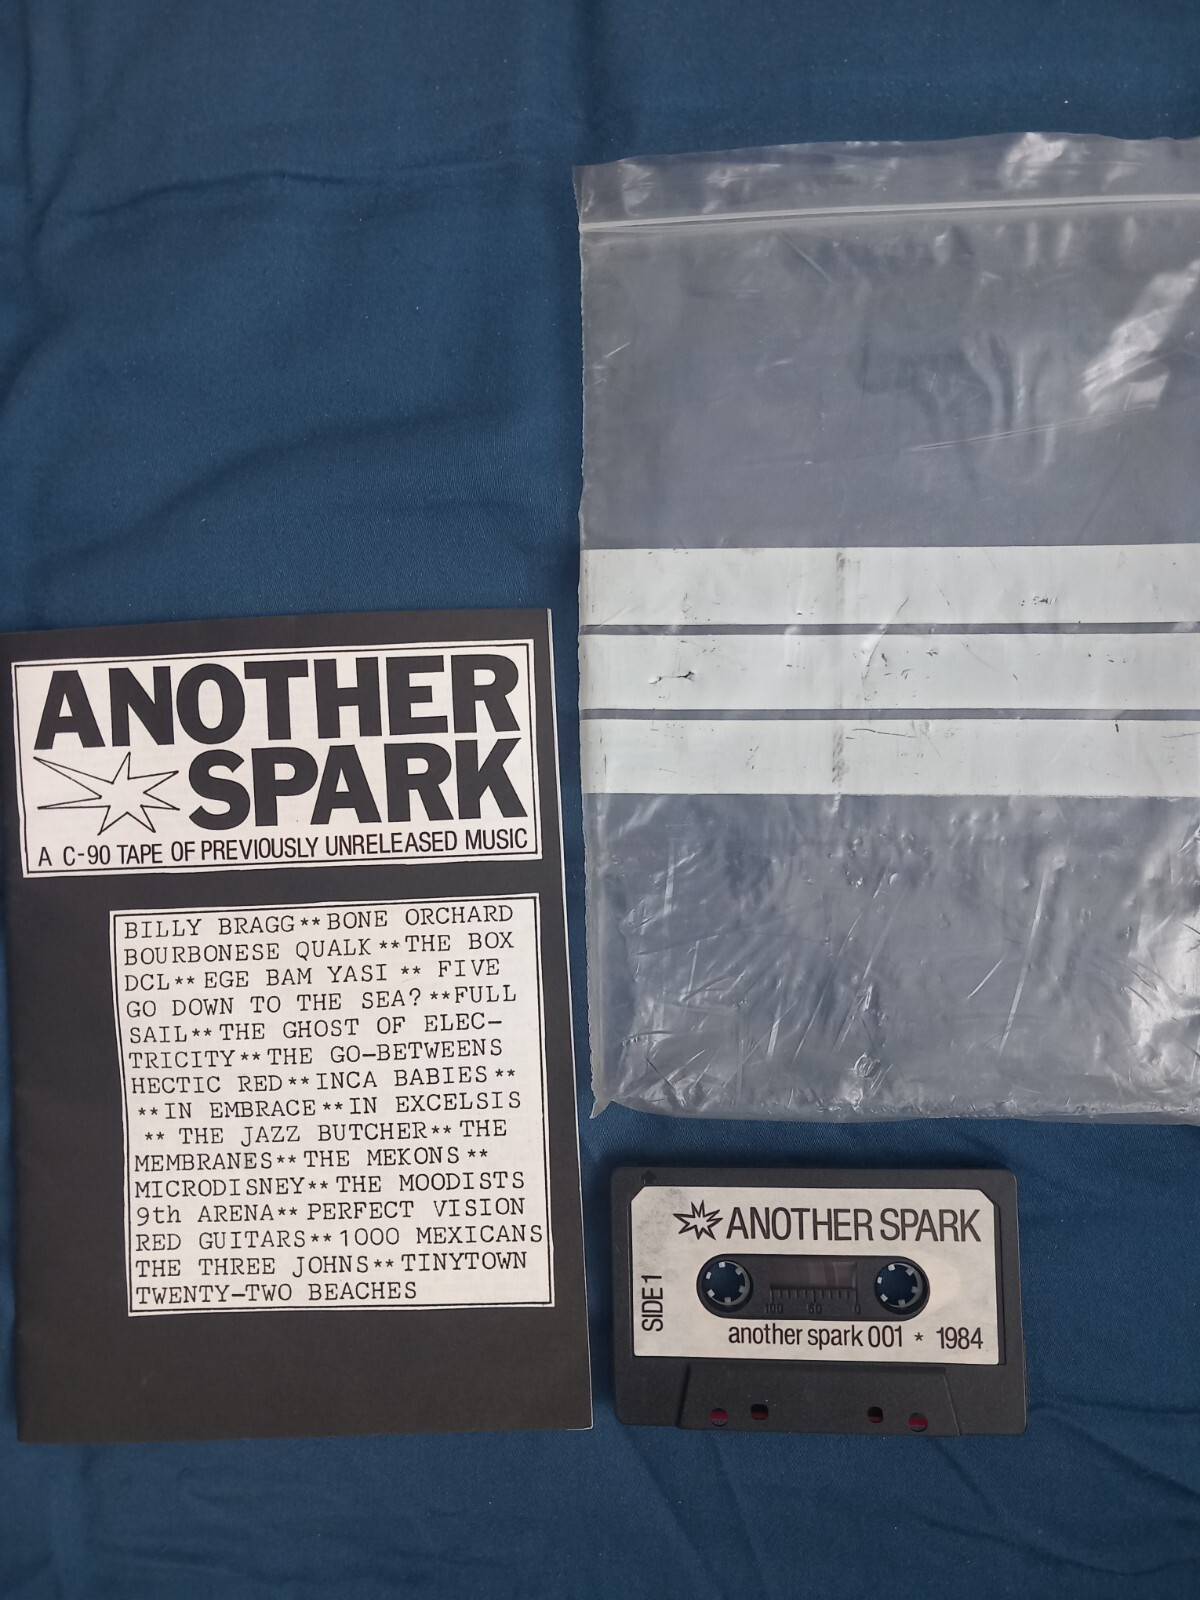 ANOTHER
SPARK
A C-90 TAPE OF PREVIOUSLY UNRELEASED MUSIC
BILLY BRAGG**BONE ORCHARD
BOURBONESE QUALK**THE BOX
DCL**EGE BAM YASI ** FIVE
GO DOWN TO THE SEA?**FULL
SAIL**THE GHOST OF ELEC-
TRICITY**THE GO-BETWEENS
HECTIC RED**INCA BABIES**
**IN EMBRACE**IN EXCELSIS
** THE JAZZ BUTCHER**THE
MEMBRANES**THE MEKONS**
MICRODISNEY**THE MOODISTS
9th ARENA**PERFECT VISION
RED GUITARS**1000 MEXICANS
THE THREE JOHNS**TINYTOWN
TWENTY-TWO BEACHES
ANOTHER SPARK
SIDE 1
100 50 0
another spark 001 * 1984